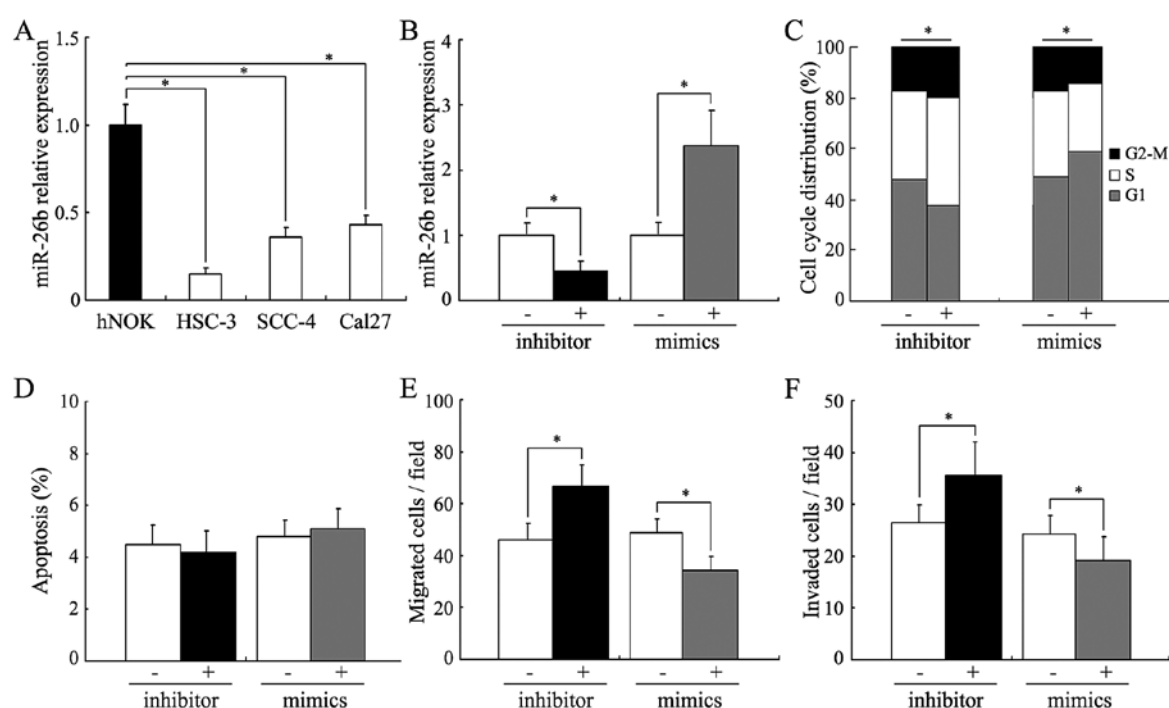 A
miR-26b relative expression
1.5
1.0
0.5
0
* * *
hNOK HSC-3 SCC-4 Cal27
B
miR-26b relative expression
4
3
2
1
0
* *
- + - +
inhibitor mimics
C
Cell cycle distribution (%)
100
80
60
40
20
0
* *
G2-M
S
G1
- + - +
inhibitor mimics
D
Apoptosis (%)
10
8
6
4
2
0
- + - +
inhibitor mimics
E
Migrated cells / field
100
80
60
40
20
0
* *
- + - +
inhibitor mimics
F
Invaded cells / field
50
40
30
20
10
0
* *
- + - +
inhibitor mimics